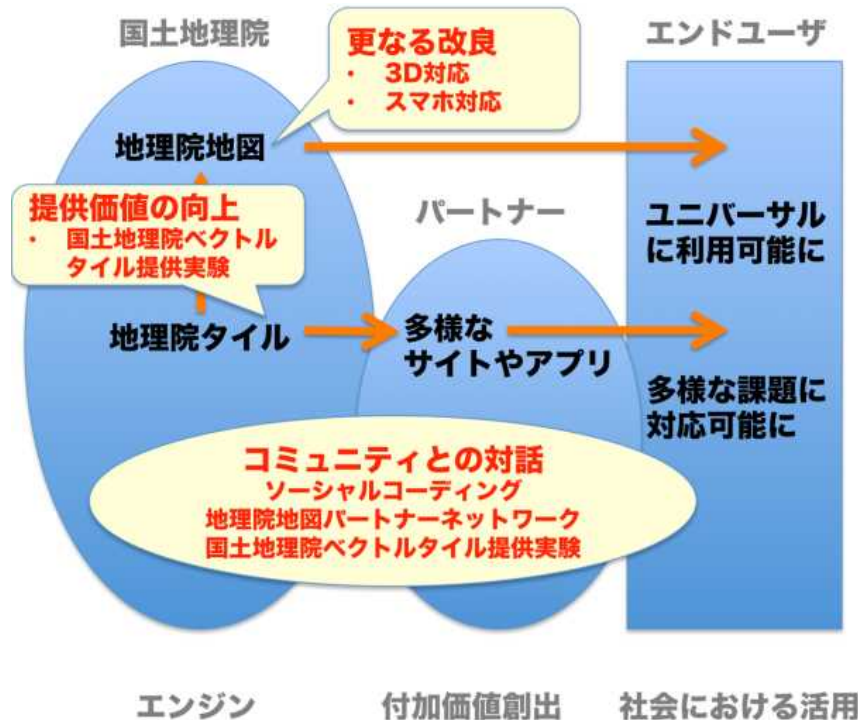 国土地理院
更なる改良
・ 3D対応
・ スマホ対応
エンドユーザ
地理院地図
提供価値の向上
・ 国土地理院ベクトル
タイル提供実験
パートナー
ユニバーサル
に利用可能に
地理院タイル
多様な
サイトやアプリ
多様な課題に
対応可能に
コミュニティとの対話
ソーシャルコーディング
地理院地図パートナーネットワーク
国土地理院ベクトルタイル提供実験
エンジン
付加価値創出
社会における活用